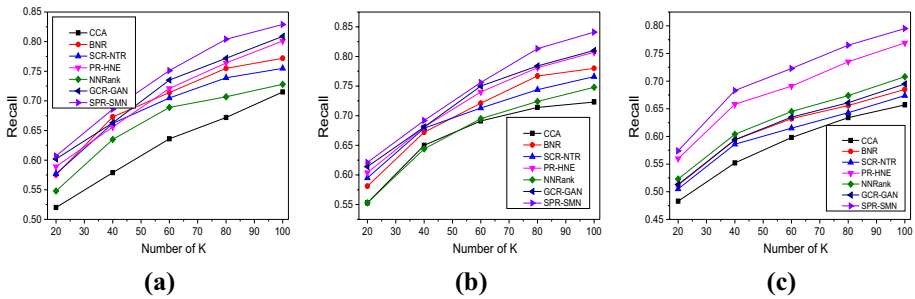 0.85
0.80
0.75
0.70
0.65
0.60
0.55
0.50
Recall
CCA
BNR
SCR-NTR
PR-HNE
NNRank
GCR-GAN
SPR-SMN
20 30 40 50 60 70 80 90 100
Number of K
(a)
0.85
0.80
0.75
0.70
0.65
0.60
0.55
Recall
CCA
BNR
SCR-NTR
PR-HNE
NNRank
GCR-GAN
SPR-SMN
20 30 40 50 60 70 80 90 100
Number of K
(b)
0.80
0.75
0.70
0.65
0.60
0.55
0.50
0.45
Recall
CCA
BNR
SCR-NTR
PR-HNE
NNRank
GCR-GAN
SPR-SMN
20 30 40 50 60 70 80 90 100
Number of K
(c)